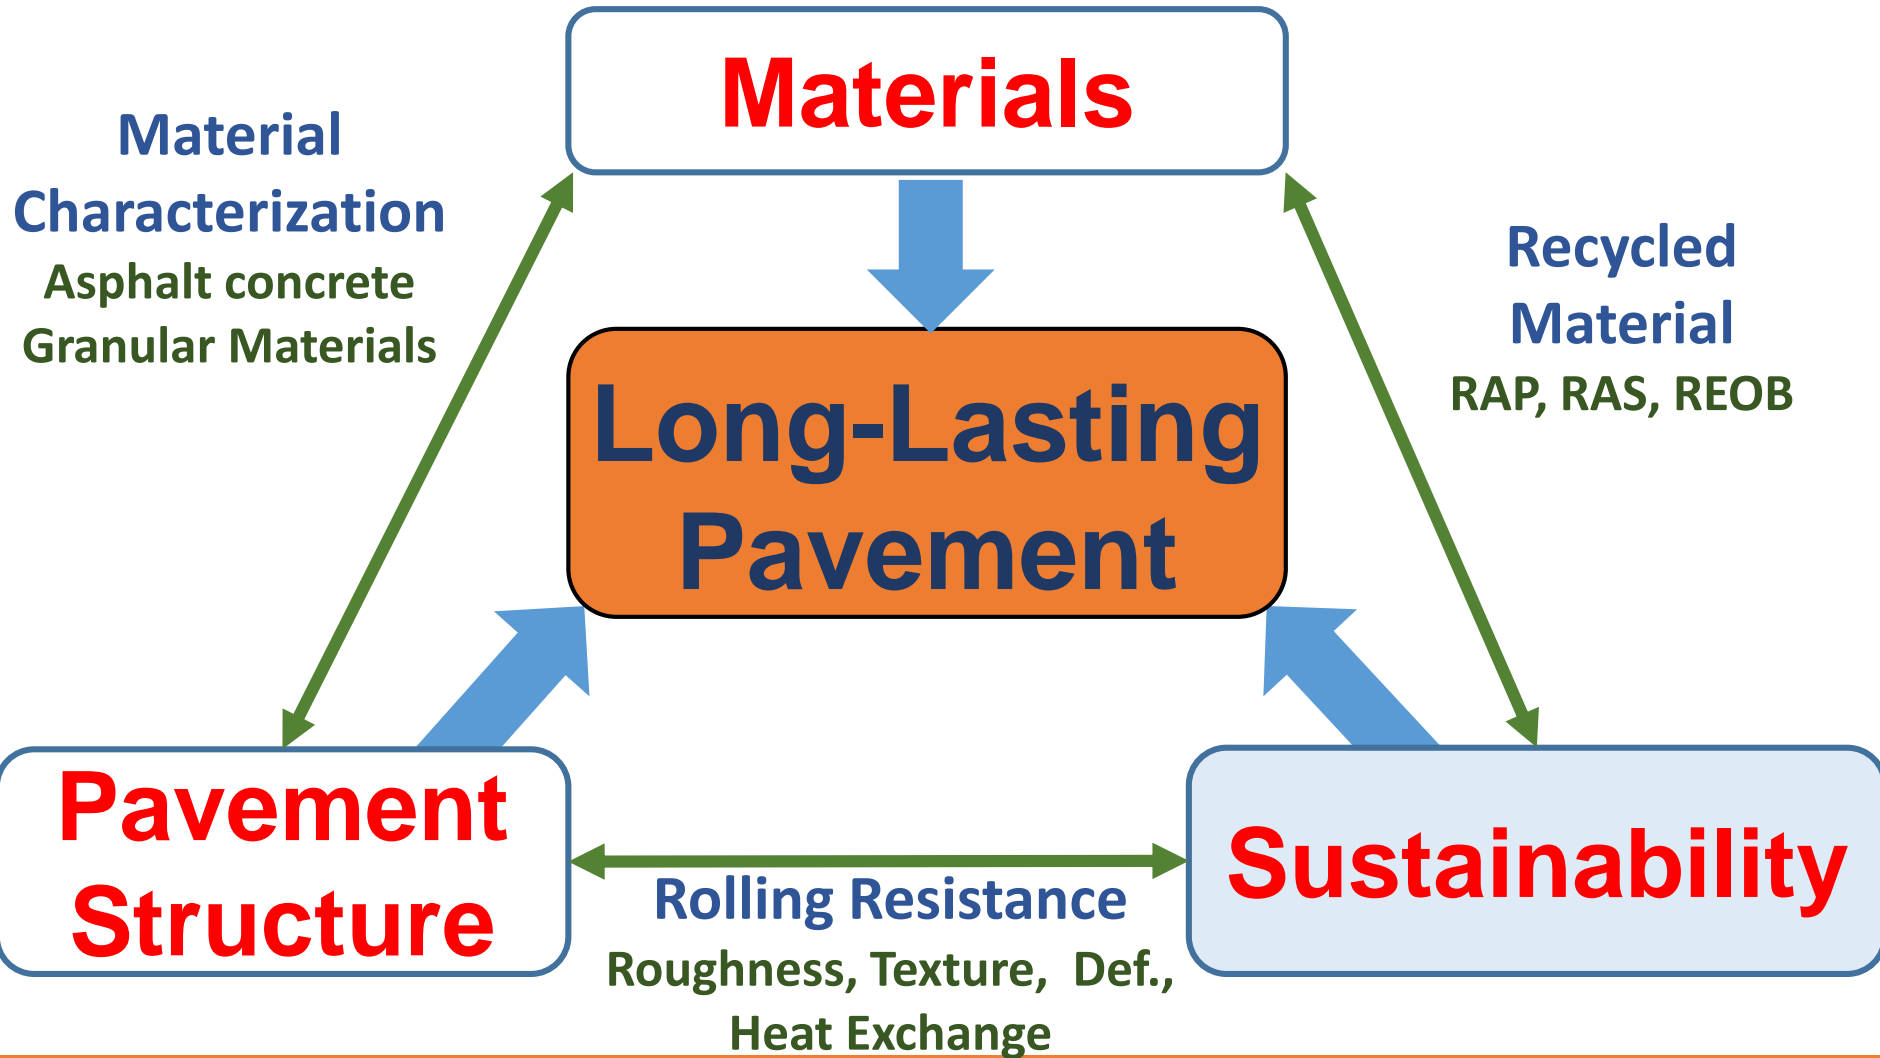 Materials
Material
Characterization
Asphalt concrete
Granular Materials
Recycled
Material
RAP, RAS, REOB
Long-Lasting
Pavement
Pavement
Structure
Sustainability
Rolling Resistance
Roughness, Texture,  Def.,
Heat Exchange